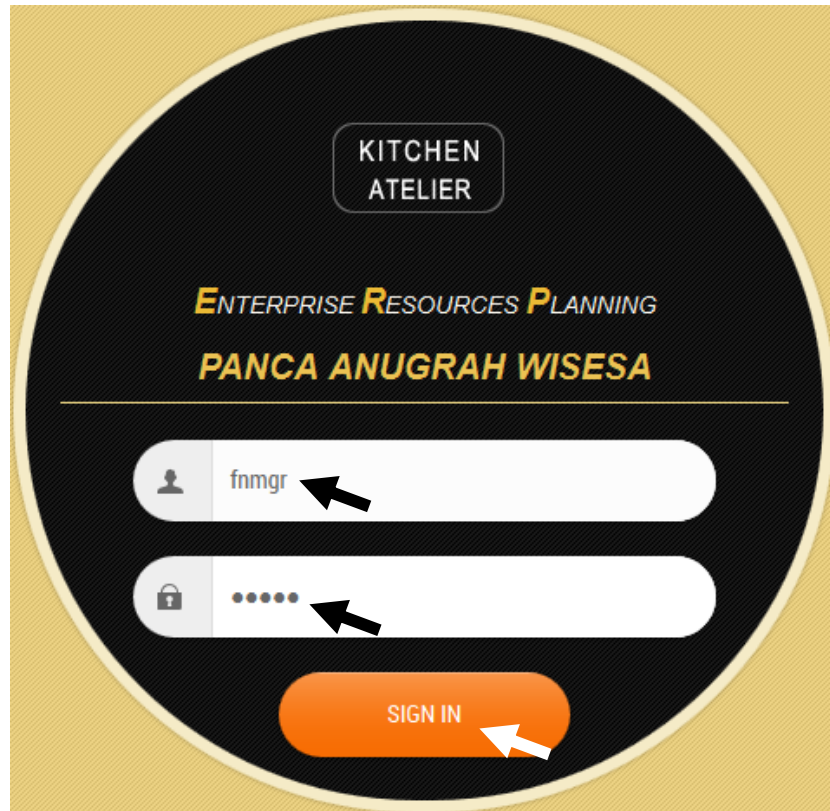 KITCHEN
ATELIER
ENTERPRISE RESOURCES PLANNING
PANCA ANUGRAH WISESA
fnmgr
•••••
SIGN IN